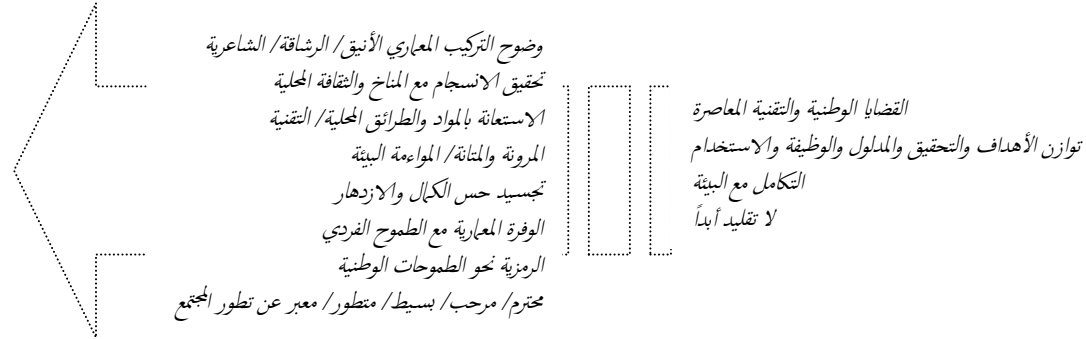 القضايا الوطنية والتقنية المعاصرة
توازن الأهداف والتحقيق والمدلول والوظيفة والاستخدام
التكامل مع البيئة
لا تقليد أبداً
وضوح التركيب المعماري الأنيق/ الرشاقة/ الشاعرية
تحقيق الانسجام مع المناخ والثقافة المحلية
الاستعانة بالمواد والطرائق المحلية/ التقنية
المرونة والمتانة/ المواءمة البيئة
تجسيد حس الكمال والازدهار
الوفرة المعمارية مع الطموح الفردي
الرمزية نحو الطموحات الوطنية
محترم/ مرحب/ بسيط/ متطور/ معبر عن تطور المجتمع